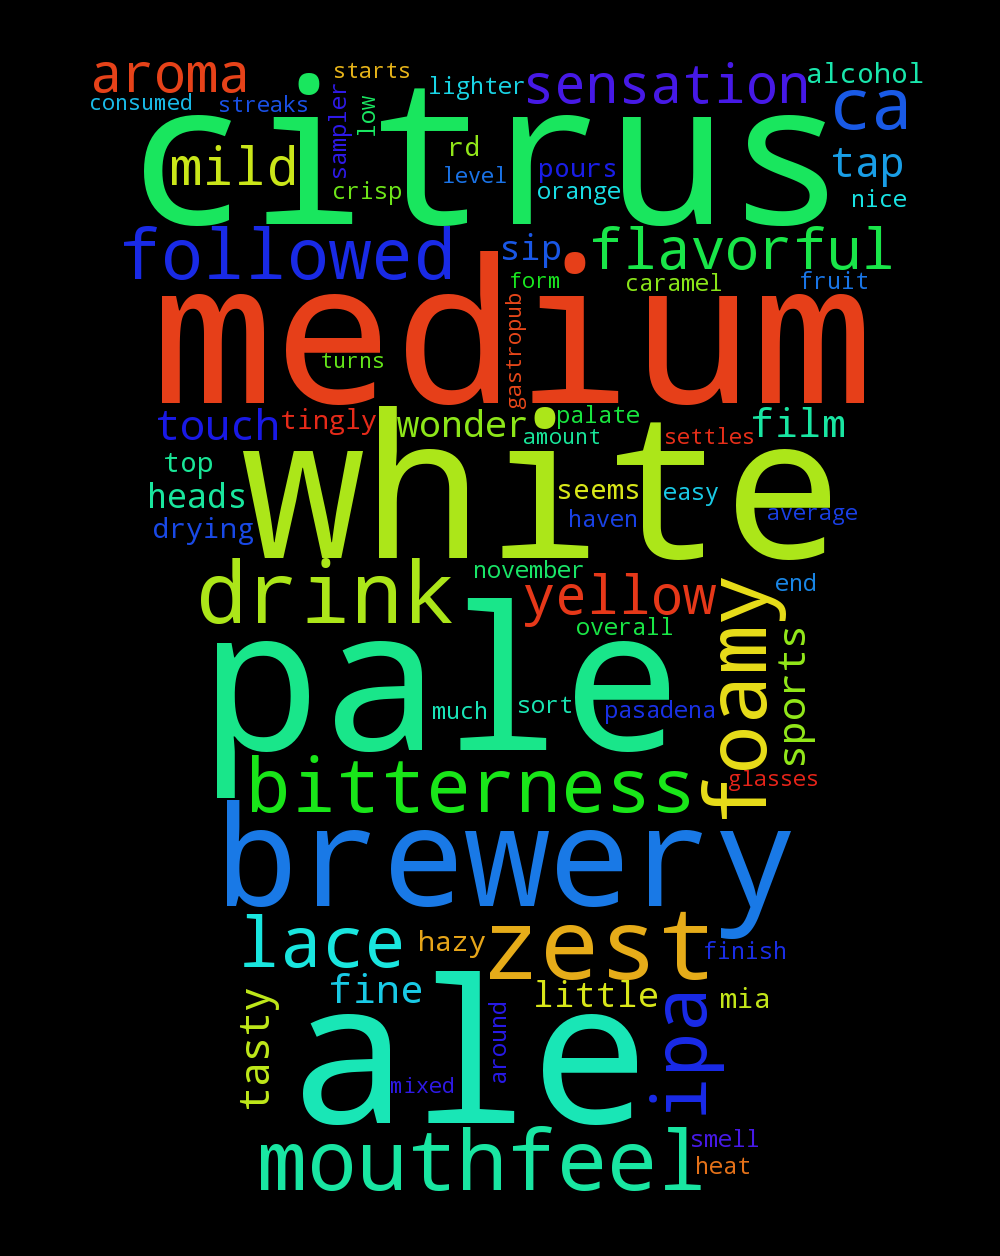 aroma
starts
lighter
sensation
alcohol
consumed
streaks
sampler
low
ca
citrus
mild
rd
level
pours
orange
tap
crisp
nice
followed
sip
flavorful
form
caramel
fruit
medium
gastropub
turns
touch
tingly
wonder
palate
amount
settles
film
top
heads
drying
white
seems
easy
haven
average
drink
november
yellow
end
overall
foamy
sports
pale
much
sort
pasadena
bitterness
glasses
brewery
lace
hazy
zest
finish
fine
little
mia
tasty
ale
around
mixed
ipa
mouthfeel
smell
heat